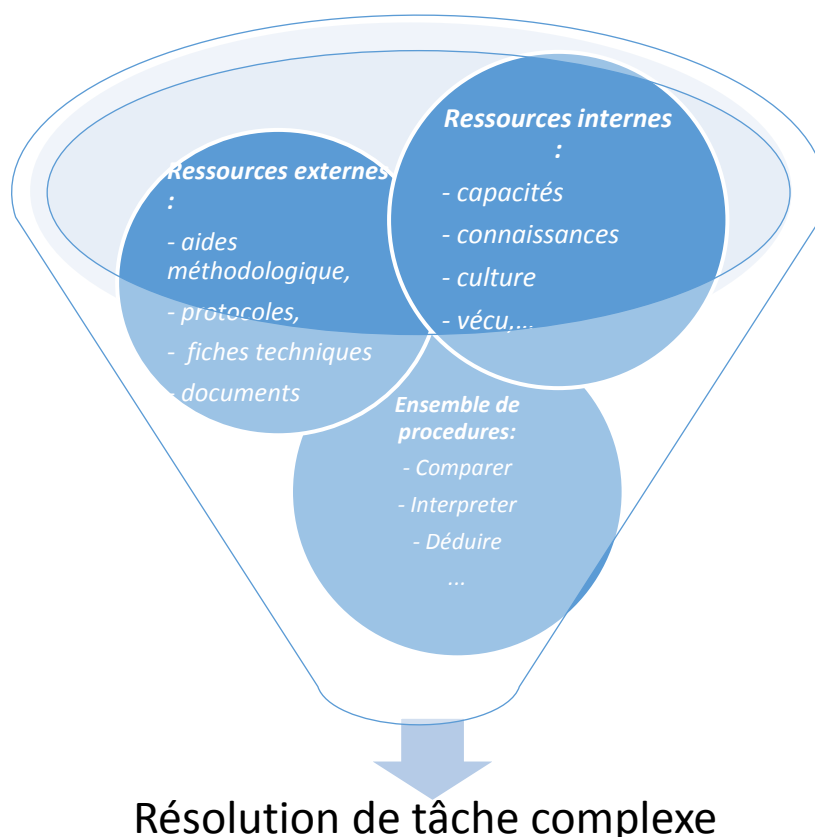 Ressources externes
:
- aides
méthodologique,
- protocoles,
- fiches techniques
- documents
Ressources internes
:
- capacités
- connaissances
- culture
- vécu,...
Ensemble de
procedures:
- Comparer
- Interpreter
- Déduire
...
Résolution de tâche complexe